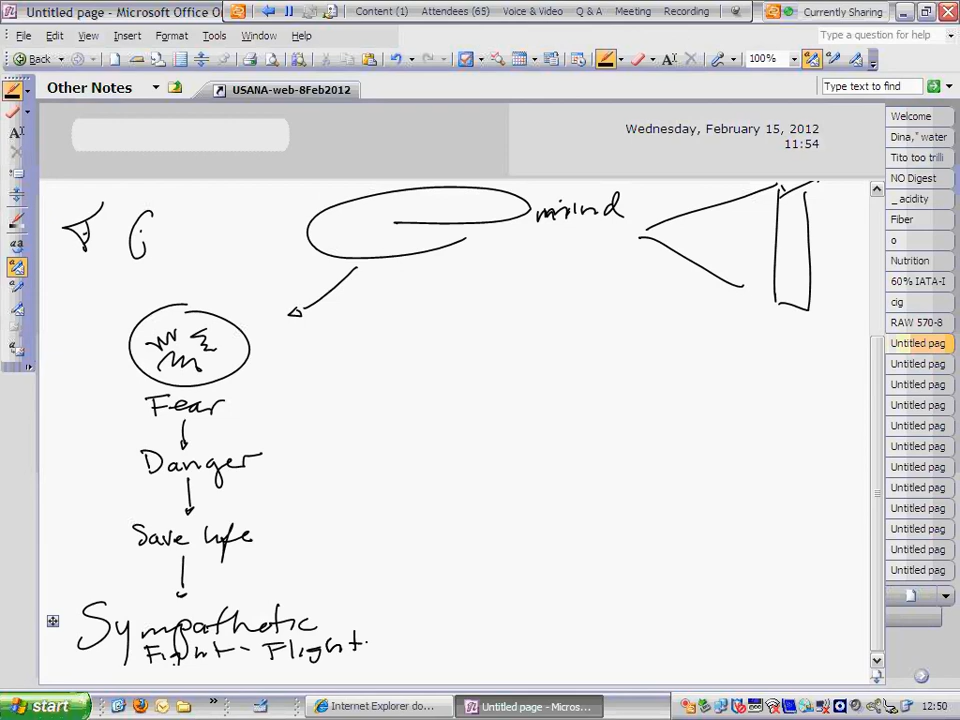 Untitled page - Microsoft Office O
Content (1) Attendees (65) Voice & Video Q & A Meeting Recording
Currently Sharing
File Edit View Insert Format Tools Window Help
Type a question for help
Back
100%
Other Notes
USANA-web-8Feb2012
Type text to find
Wednesday, February 15, 2012
11:54
Welcome
Dina," water
Tito too trilli
NO Digest
_ acidity
Fiber
o
Nutrition
60% IATA-I
cig
RAW 570-8
Untitled pag
Untitled pag
Untitled pag
Untitled pag
Untitled pag
Untitled pag
Untitled pag
Untitled pag
Untitled pag
Untitled pag
Untitled pag
Untitled pag
Fear
Danger
Save life
Sympathetic
Fight - Flight
start
Internet Explorer do...
Untitled page - Micros...
12:50